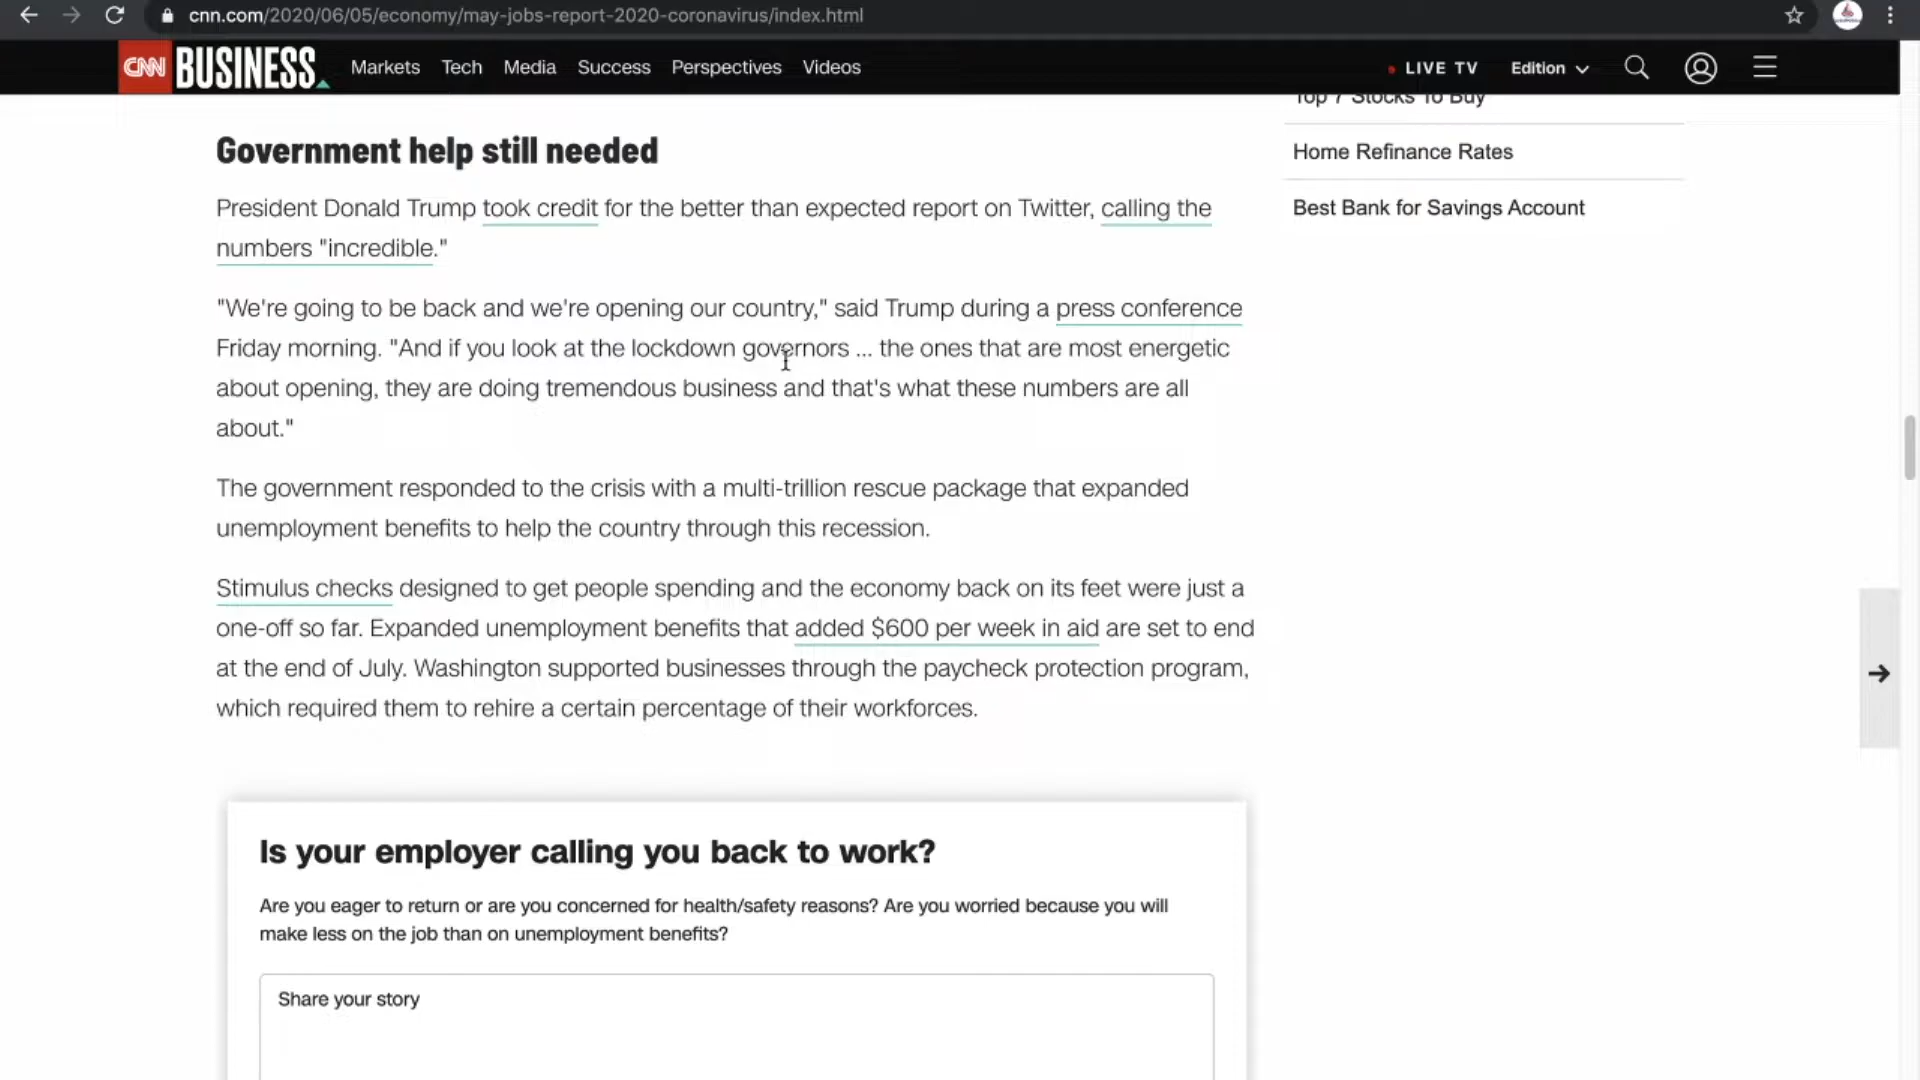 cnn.com/2020/06/05/economy/may-jobs-report-2020-coronavirus/index.html
CNN BUSINESS Markets Tech Media Success Perspectives Videos LIVE TV Edition
Top 7 Stocks To Buy
Home Refinance Rates
Best Bank for Savings Account
Government help still needed
President Donald Trump took credit for the better than expected report on Twitter, calling the
numbers "incredible."
"We're going to be back and we're opening our country," said Trump during a press conference
Friday morning. "And if you look at the lockdown governors ... the ones that are most energetic
about opening, they are doing tremendous business and that's what these numbers are all
about."
The government responded to the crisis with a multi-trillion rescue package that expanded
unemployment benefits to help the country through this recession.
Stimulus checks designed to get people spending and the economy back on its feet were just a
one-off so far. Expanded unemployment benefits that added $600 per week in aid are set to end
at the end of July. Washington supported businesses through the paycheck protection program,
which required them to rehire a certain percentage of their workforces.
Is your employer calling you back to work?
Are you eager to return or are you concerned for health/safety reasons? Are you worried because you will
make less on the job than on unemployment benefits?
Share your story